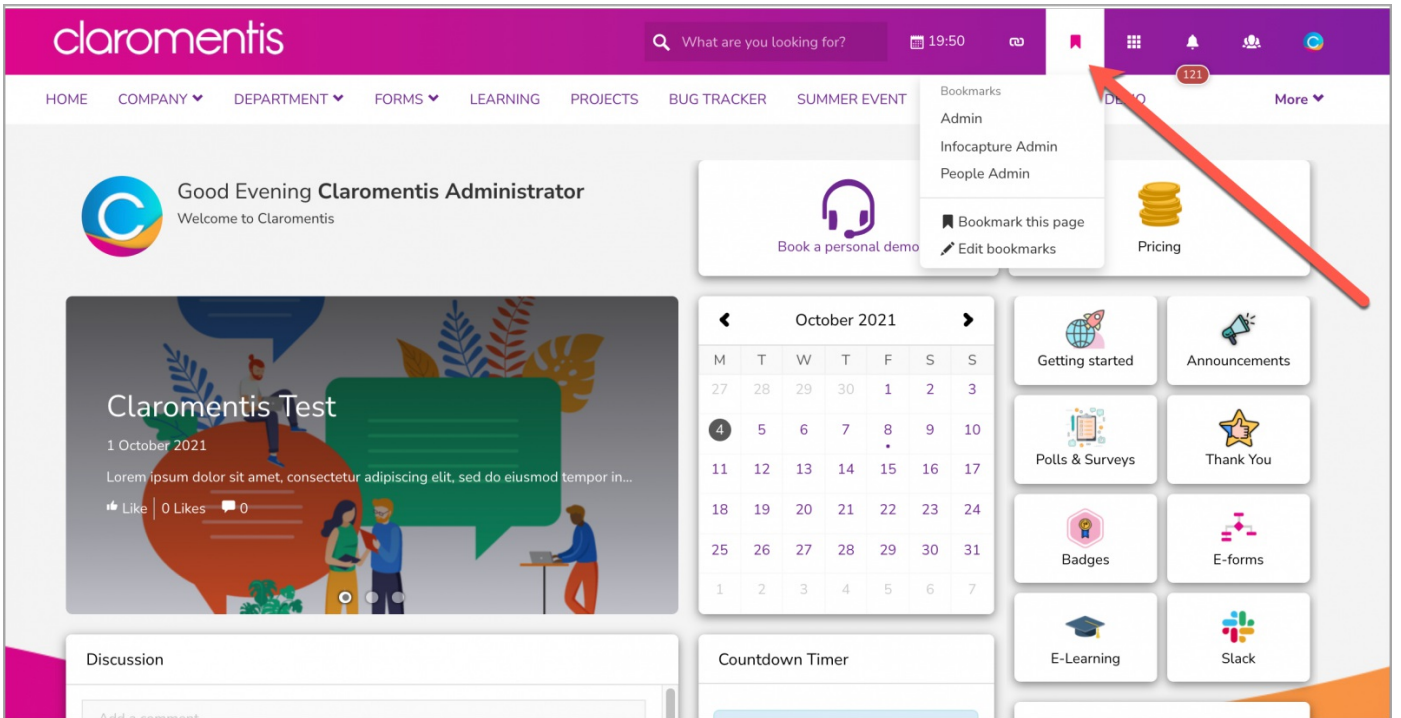 claromentis
What are you looking for?
19:50
121
HOME COMPANY DEPARTMENT FORMS LEARNING PROJECTS BUG TRACKER SUMMER EVENT More
Bookmarks
Admin
Infocapture Admin
People Admin
Bookmark this page
Edit bookmarks
Good Evening Claromentis Administrator
Welcome to Claromentis
Book a personal demo
Pricing
Claromentis Test
1 October 2021
Lorem ipsum dolor sit amet, consectetur adipiscing elit, sed do eiusmod tempor in...
Like 0 Likes 0
October 2021
M T W T F S S
27 28 29 30 1 2 3
4 5 6 7 8 9 10
11 12 13 14 15 16 17
18 19 20 21 22 23 24
25 26 27 28 29 30 31
1 2 3 4 5 6 7
Getting started
Announcements
Polls & Surveys
Thank You
Badges
E-forms
E-Learning
Slack
Discussion
Add a comment
Countdown Timer